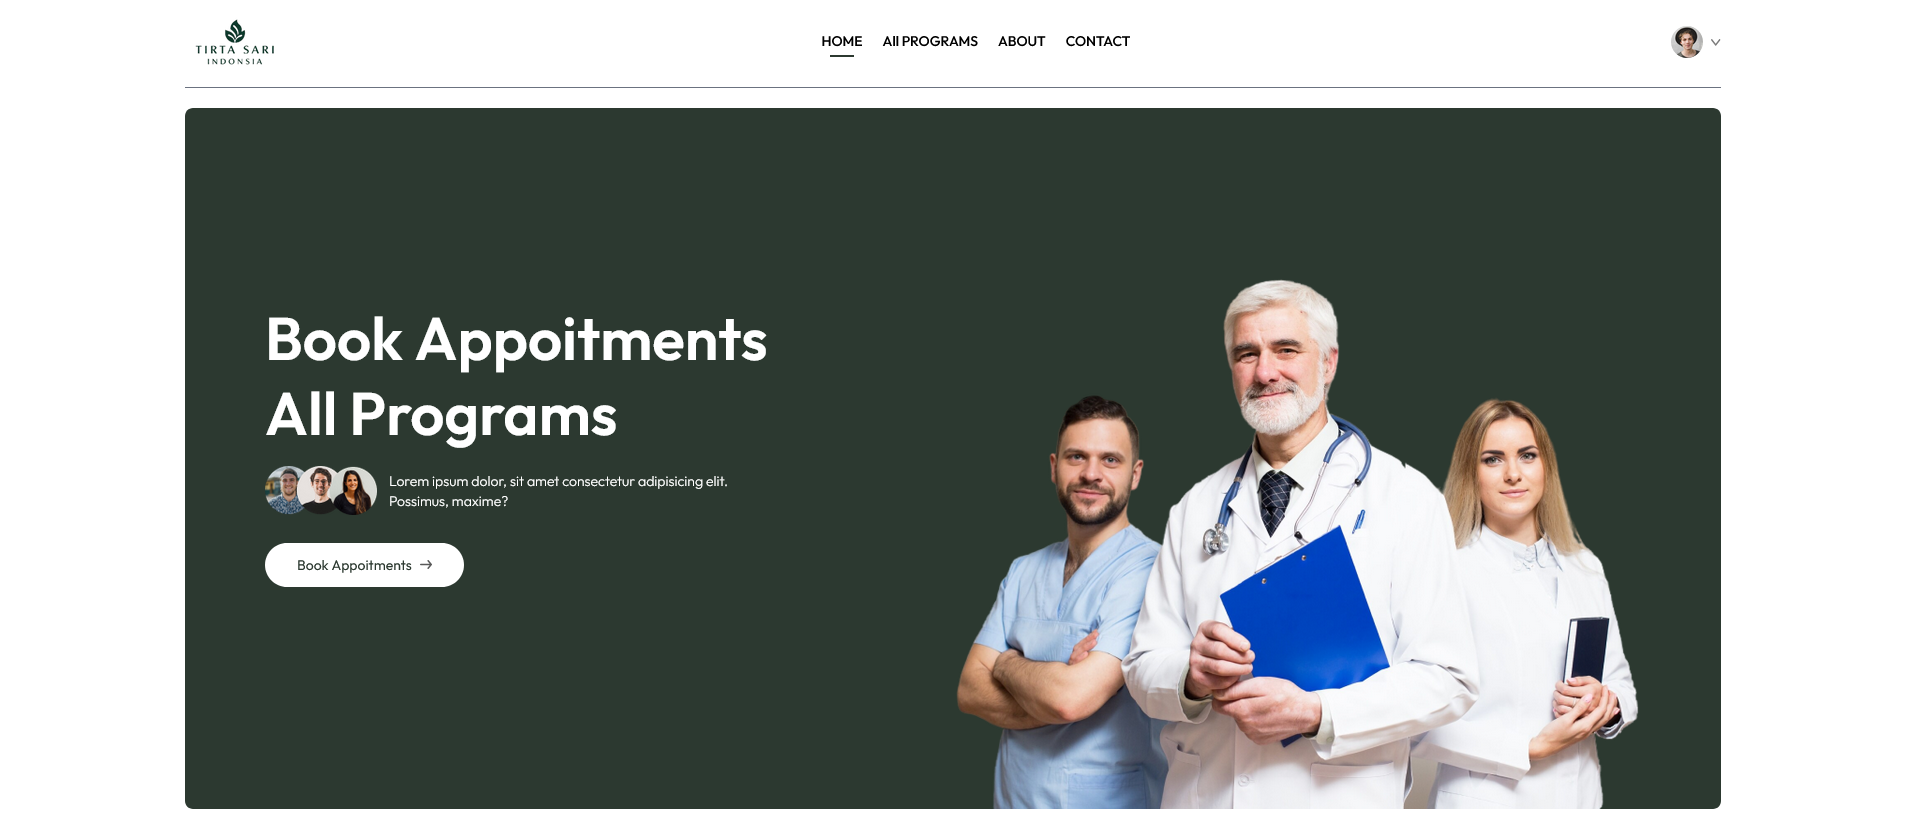 TIRTA SARI
INDONSIA
HOME
All PROGRAMS
ABOUT
CONTACT
Book Appoitments
All Programs
Lorem ipsum dolor, sit amet consectetur adipisicing elit.
Possimus, maxime?
Book Appoitments →